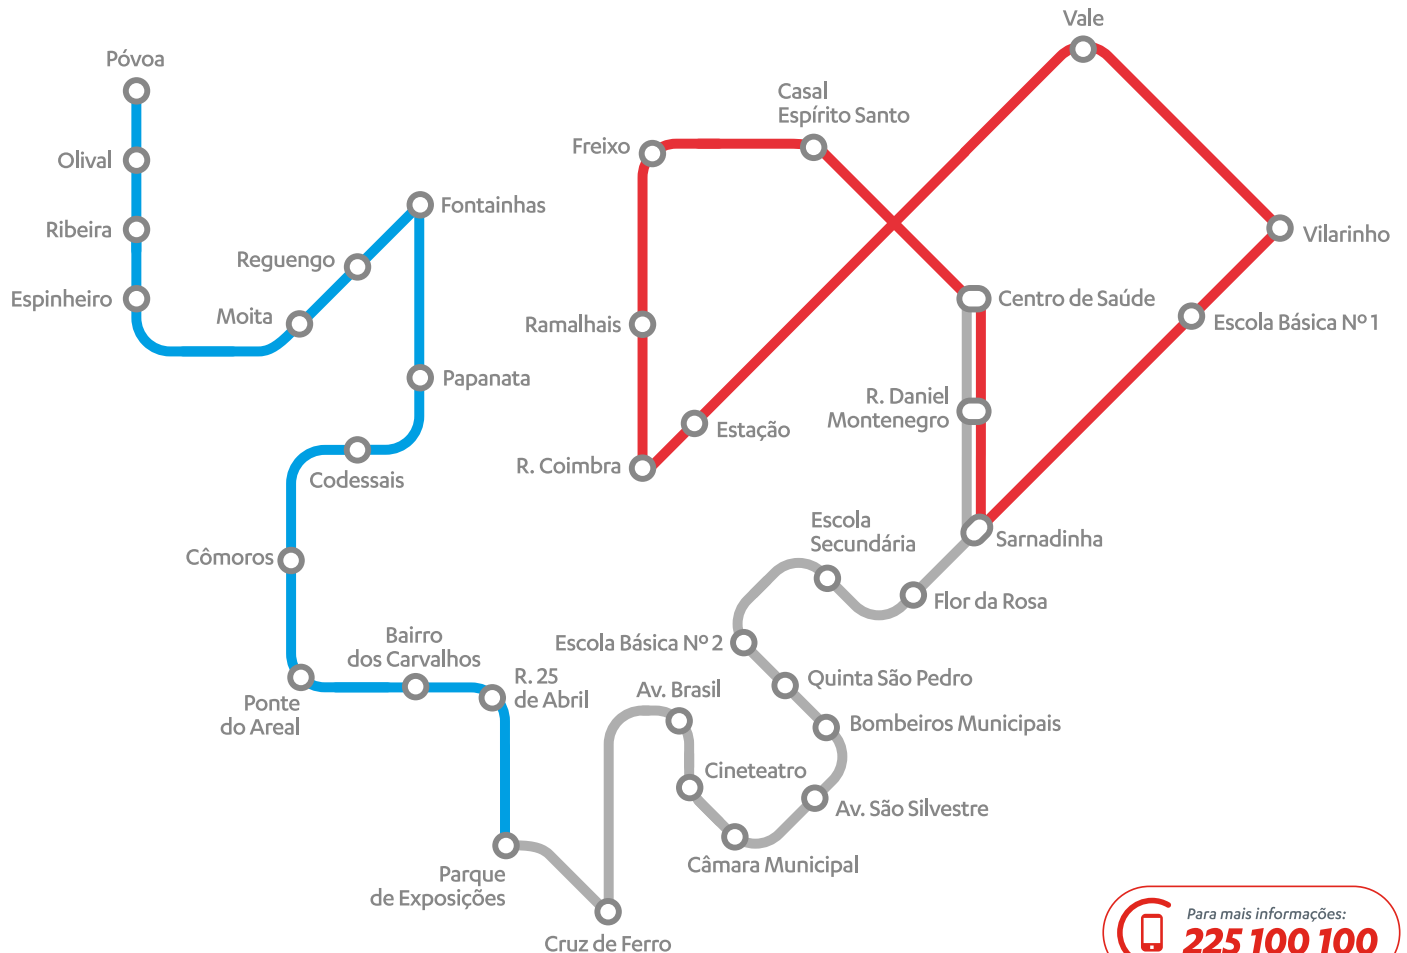 Vale
Póvoa
Casal
Espírito Santo
Freixo
Olival
Fontainhas
Ribeira
Vilarinho
Reguengo
Espinheiro
Centro de Saúde
Moita
Ramalhais
Escola Básica Nº 1
Papanata
R. Daniel
Montenegro
Estação
R. Coimbra
Codessais
Escola
Secundária
Sarnadinha
Cômoros
Flor da Rosa
Bairro
dos Carvalhos
Escola Básica Nº 2
R. 25
de Abril
Av. Brasil
Quinta São Pedro
Ponte
do Areal
Bombeiros Municipais
Cineteatro
Av. São Silvestre
Câmara Municipal
Parque
de Exposições
Cruz de Ferro
Para mais informações:
225 100 100